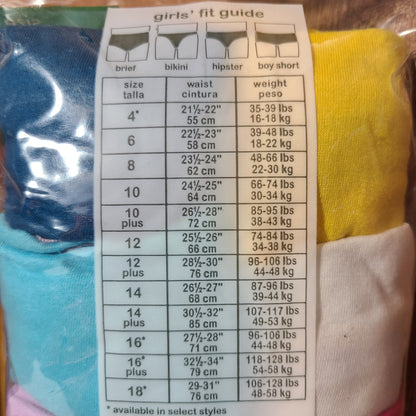 girls' fit guide
brief bikini hipster boy short
size waist weight
talla cintura peso
4* 21½-22" 35-39 lbs
55 cm 16-18 kg
6 22½-23" 39-48 lbs
58 cm 18-22 kg
8 23½-24" 48-66 lbs
62 cm 22-30 kg
10 24½-25" 66-74 lbs
64 cm 30-34 kg
10 26½-28" 85-95 lbs
plus 72 cm 38-43 kg
12 25½-26" 74-84 lbs
66 cm 34-38 kg
12 28½-30" 96-106 lbs
plus 76 cm 44-48 kg
14 26½-27" 87-96 lbs
68 cm 39-44 kg
14 30½-32" 107-117 lbs
plus 85 cm 49-53 kg
16* 27½-28" 96-106 lbs
71 cm 44-48 kg
16* 32½-34" 118-128 lbs
plus 79 cm 54-58 kg
18* 29-31" 106-128 lbs
76 cm 48-58 kg
* available in select styles